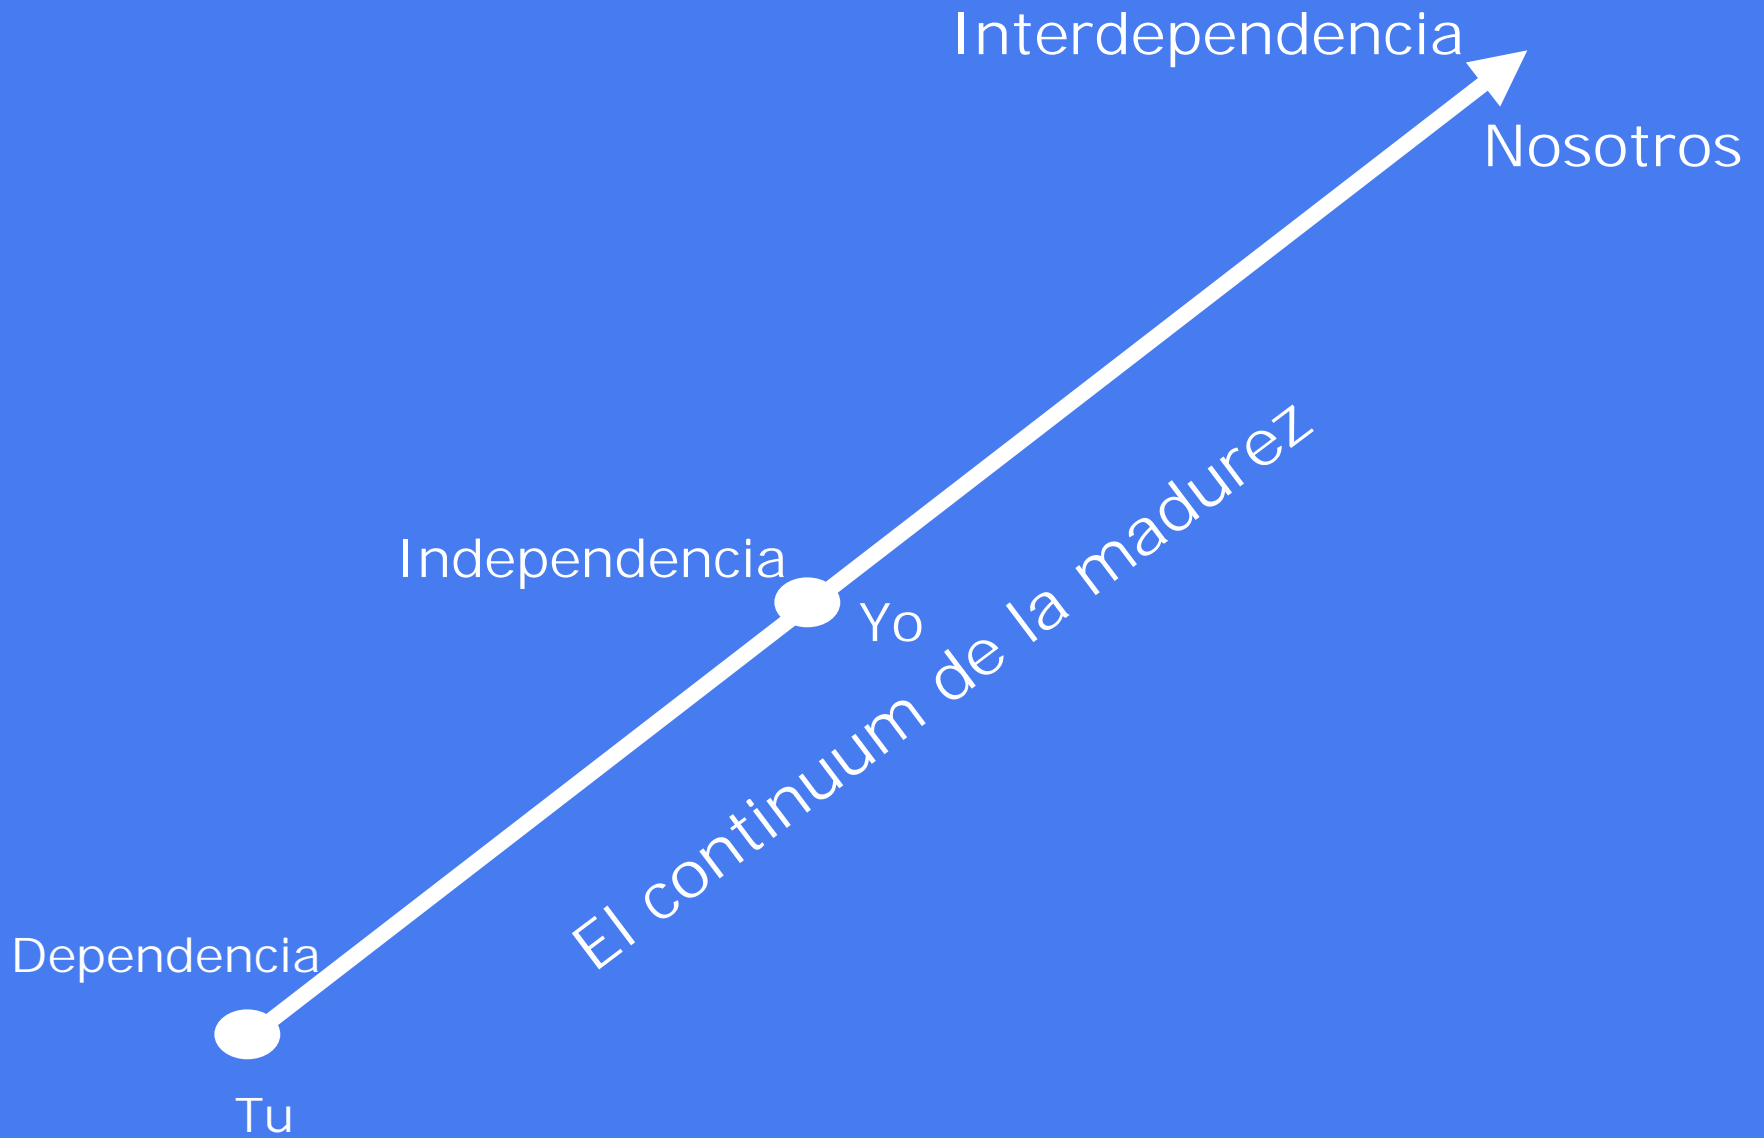 Interdependencia
Nosotros
Independencia
Yo
El continuum de la madurez
Dependencia
Tu